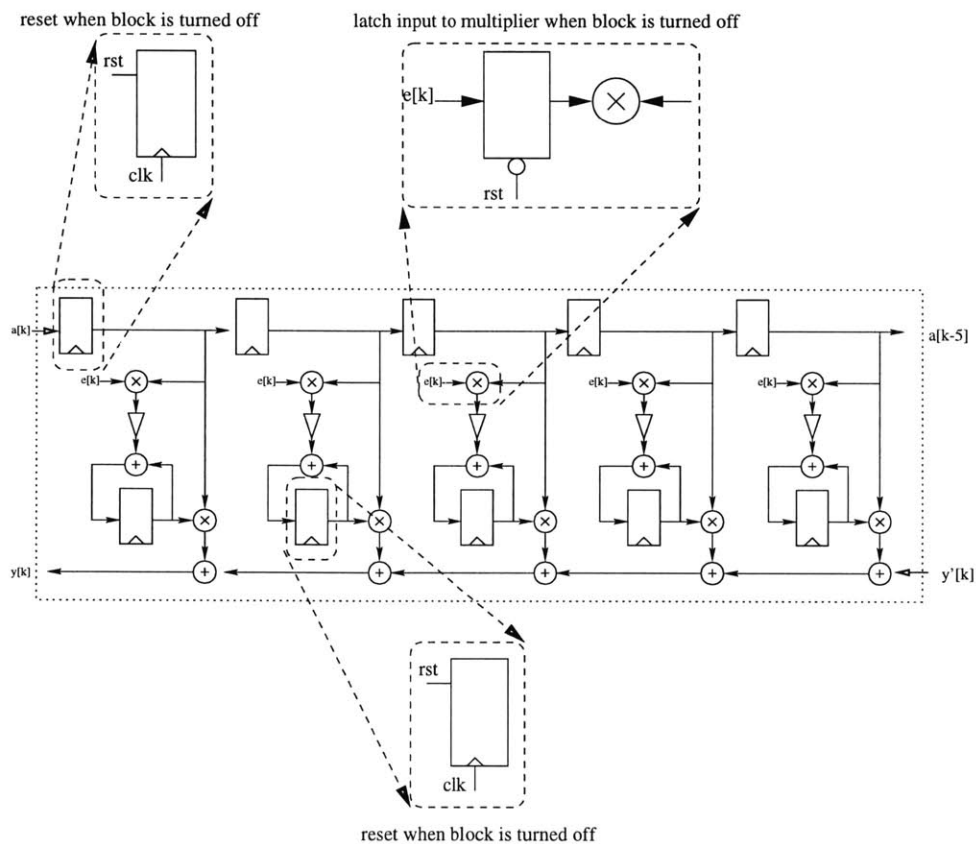 reset when block is turned off
latch input to multiplier when block is turned off
rst
clk
e[k]
rst
a[k]
a[k-5]
e[k]
e[k]
e[k]
e[k]
e[k]
y[k]
y'[k]
rst
clk
reset when block is turned off